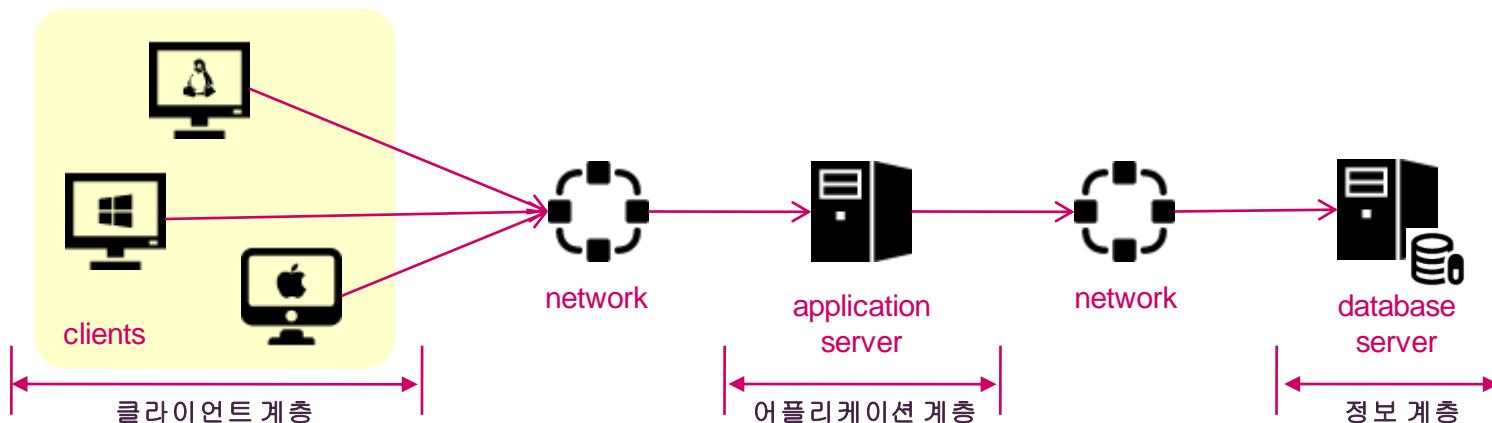 clients
network
application
server
network
database
server
클라이언트 계층
어플리케이션 계층
정보 계층